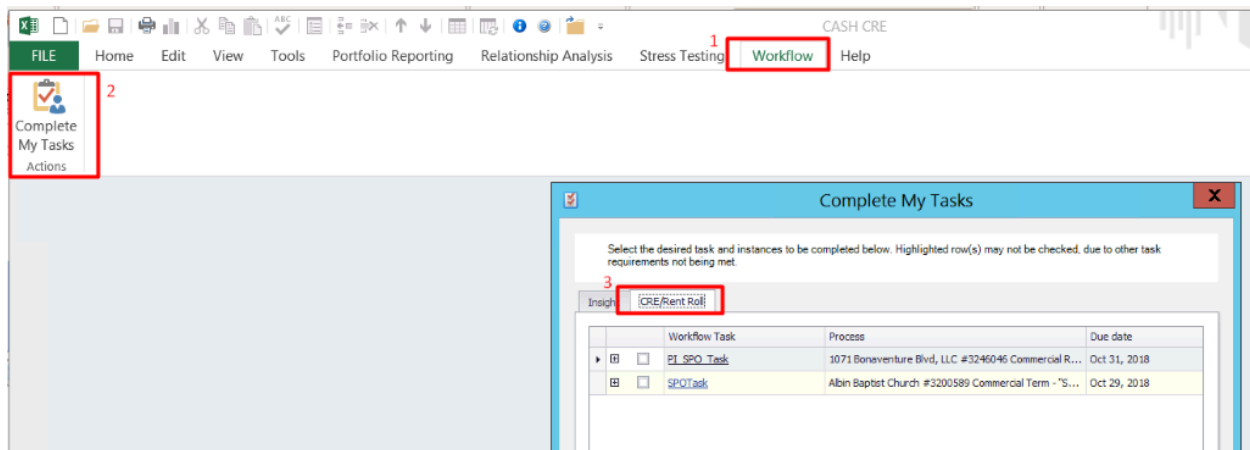 ABC
CASH CRE
1
FILE Home Edit View Tools Portfolio Reporting Relationship Analysis Stress Testing Workflow Help
2
Complete
My Tasks
Actions
Complete My Tasks
X
Select the desired task and instances to be completed below. Highlighted row(s) may not be checked, due to other task
requirements not being met.
3
Insigh CRE/Rent Roll
Workflow Task Process Due date
PI_SPO_Task 1071 Bonaventure Blvd, LLC #3246046 Commercial R... Oct 31, 2018
SPOTask Albin Baptist Church #3200589 Commercial Term - "S... Oct 29, 2018